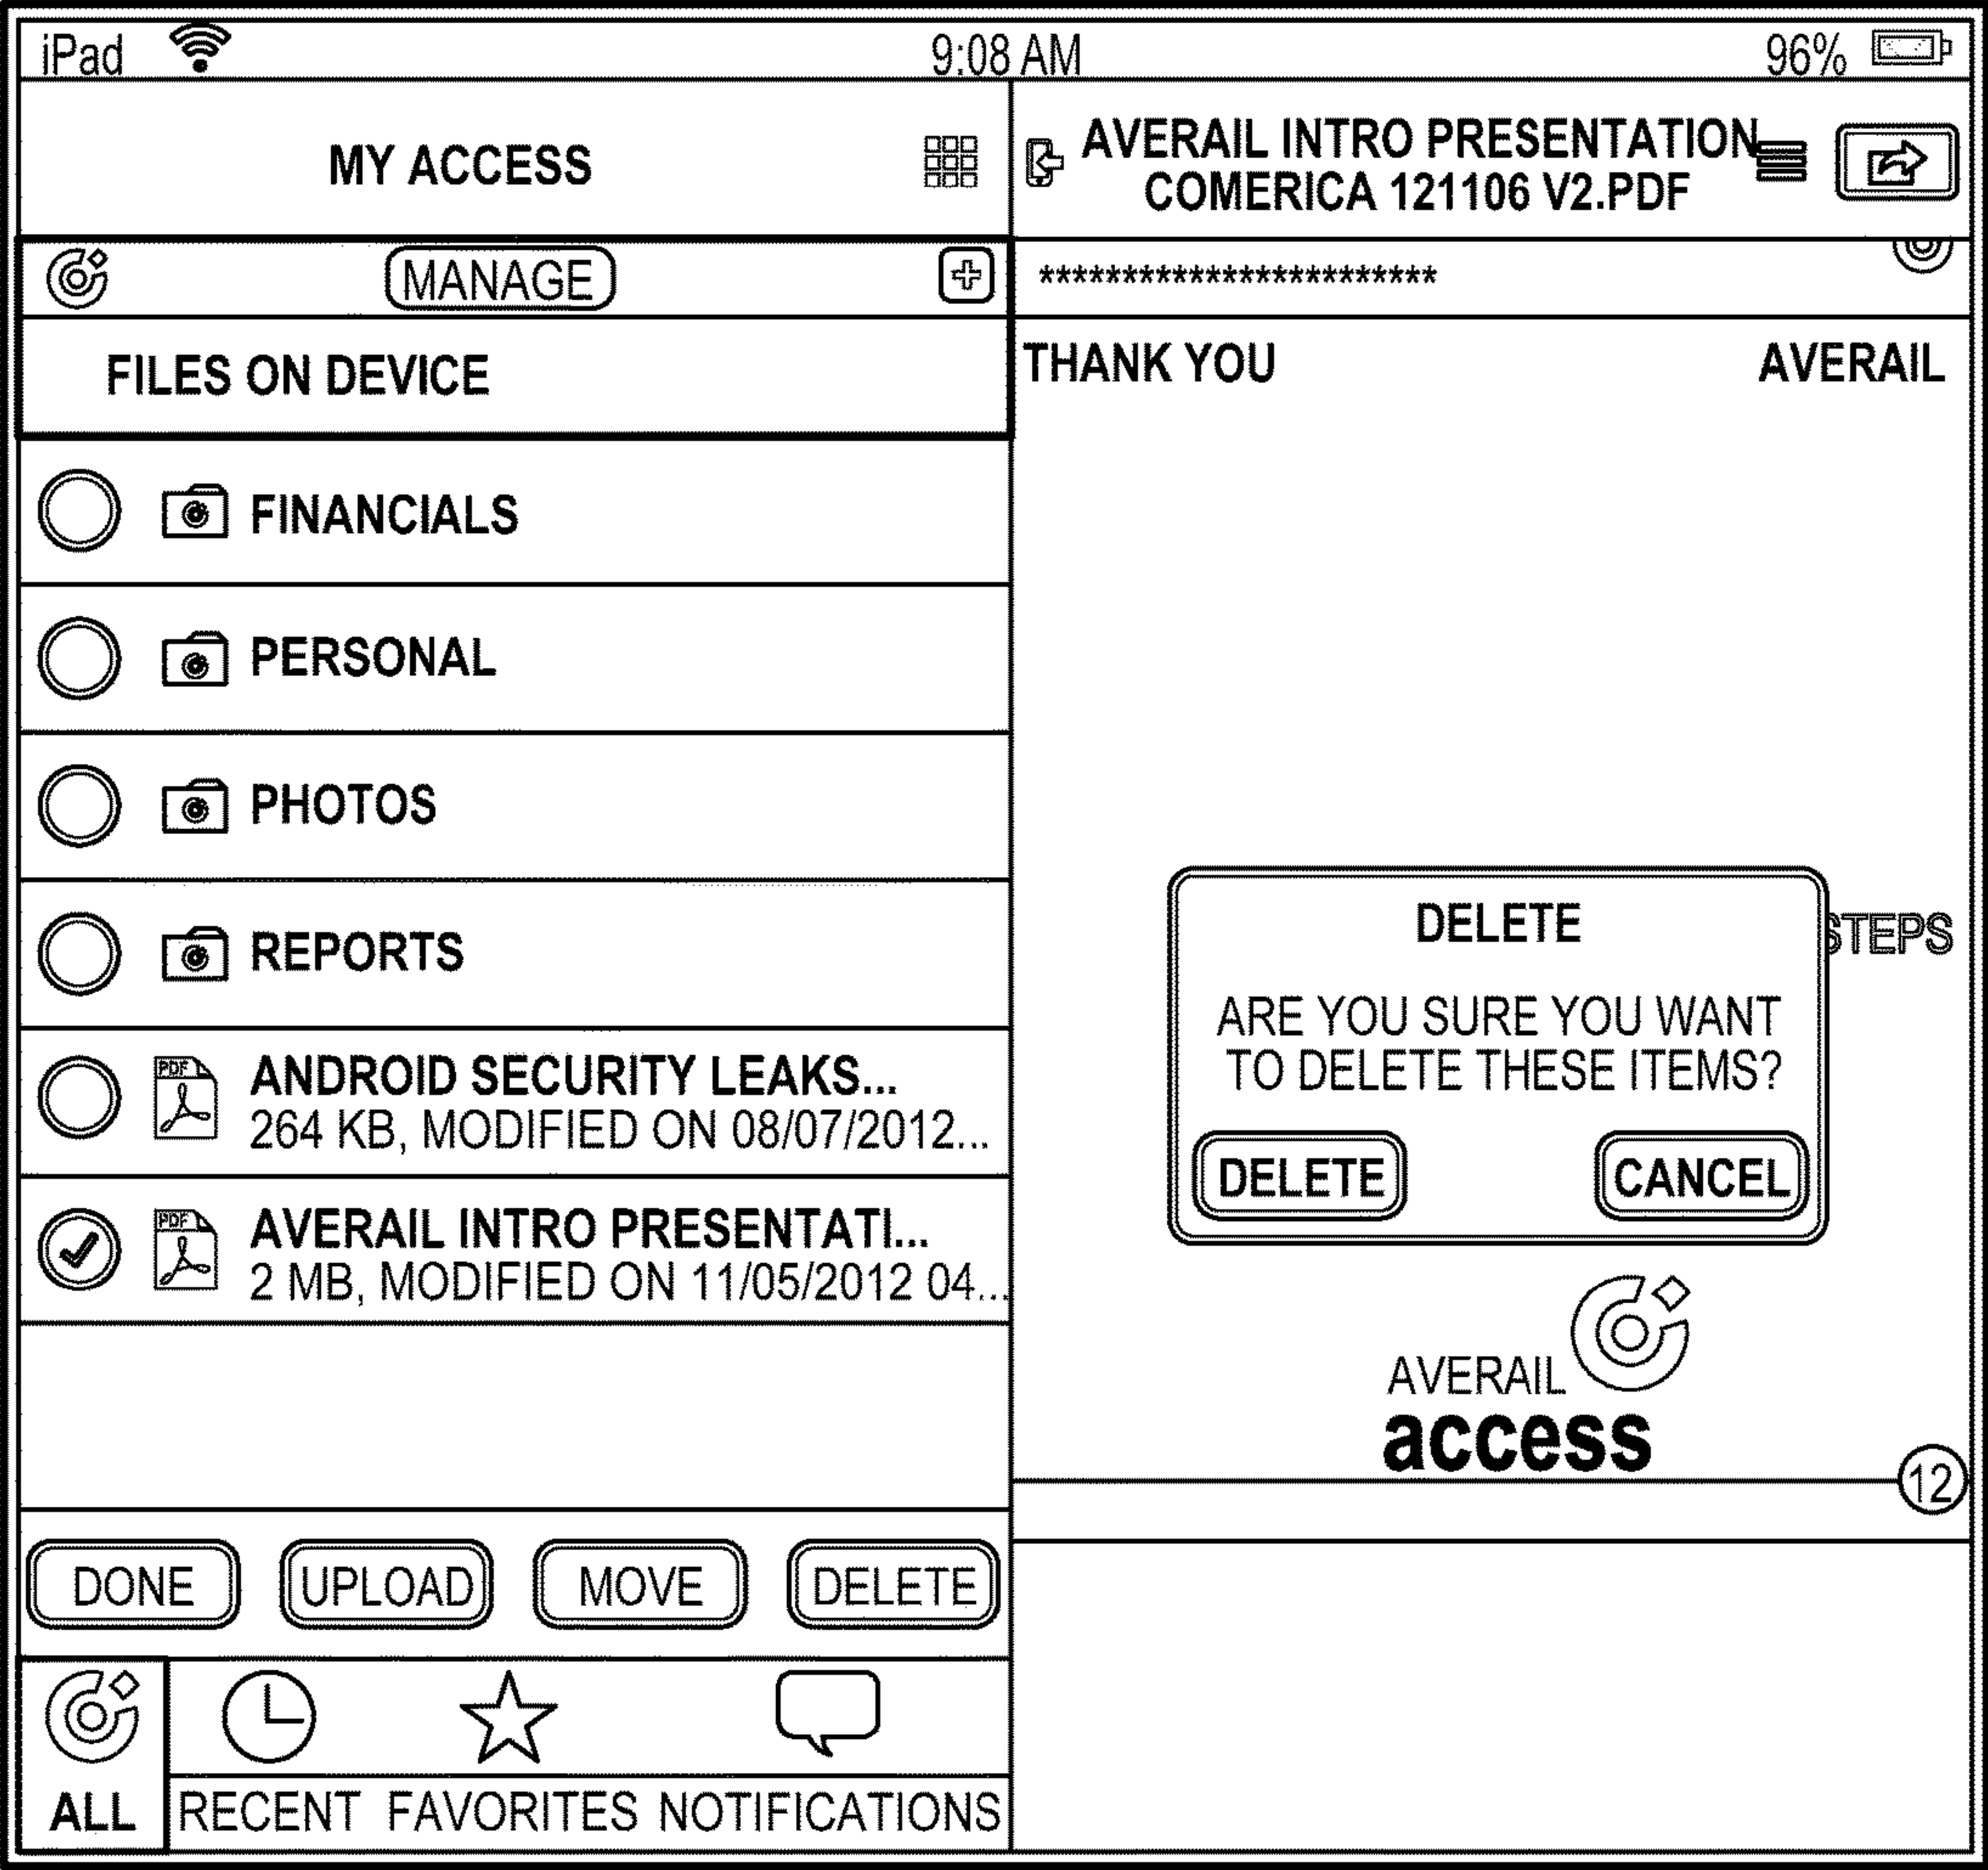 iPad 9:08 AM 96%
MY ACCESS
AVERAIL INTRO PRESENTATION
COMERICA 121106 V2.PDF
MANAGE
FILES ON DEVICE
FINANCIALS
PERSONAL
PHOTOS
REPORTS
PDF
ANDROID SECURITY LEAKS...
264 KB, MODIFIED ON 08/07/2012...
PDF
AVERAIL INTRO PRESENTATI...
2 MB, MODIFIED ON 11/05/2012 04...
DONE UPLOAD MOVE DELETE
ALL RECENT FAVORITES NOTIFICATIONS
************************
THANK YOU AVERAIL
STEPS
DELETE
ARE YOU SURE YOU WANT
TO DELETE THESE ITEMS?
DELETE CANCEL
AVERAIL
access
12